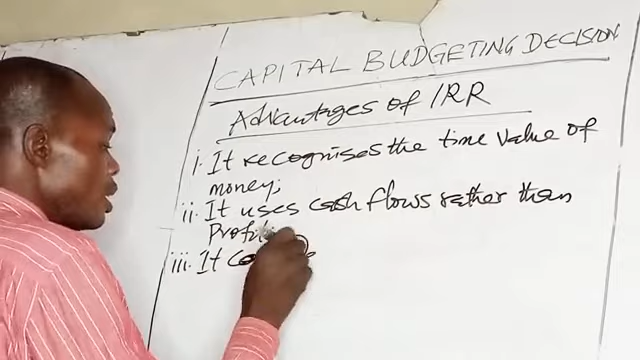 CAPITAL BUDGETING DECISION
Advantages of IRR
i. It recognises the time value of
money;
ii. It uses cash flows rather than
Profit
iii. It